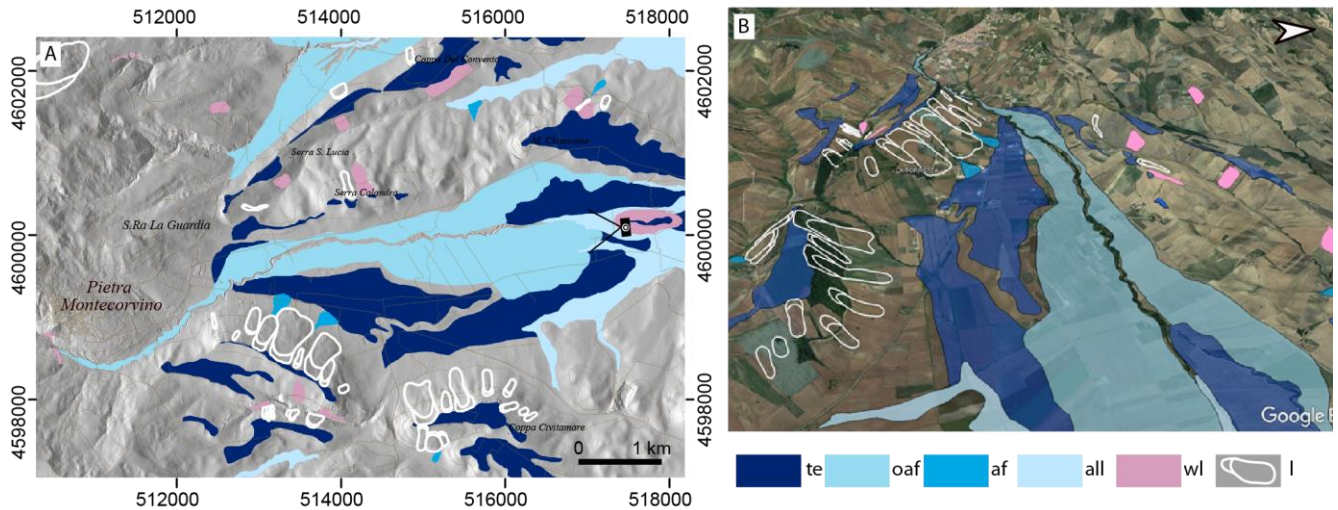 512000 514000 516000 518000
A
B
4602000
4602000
Coppa Del Convento
Serra S. Lucia
Serra Calandra
S.Ra La Guardia
4600000
4600000
Pietra
Montecorvino
4598000
4598000
Coppa Civitamare
0 1 km
512000 514000 516000 518000
Google E
te oaf af all wl l